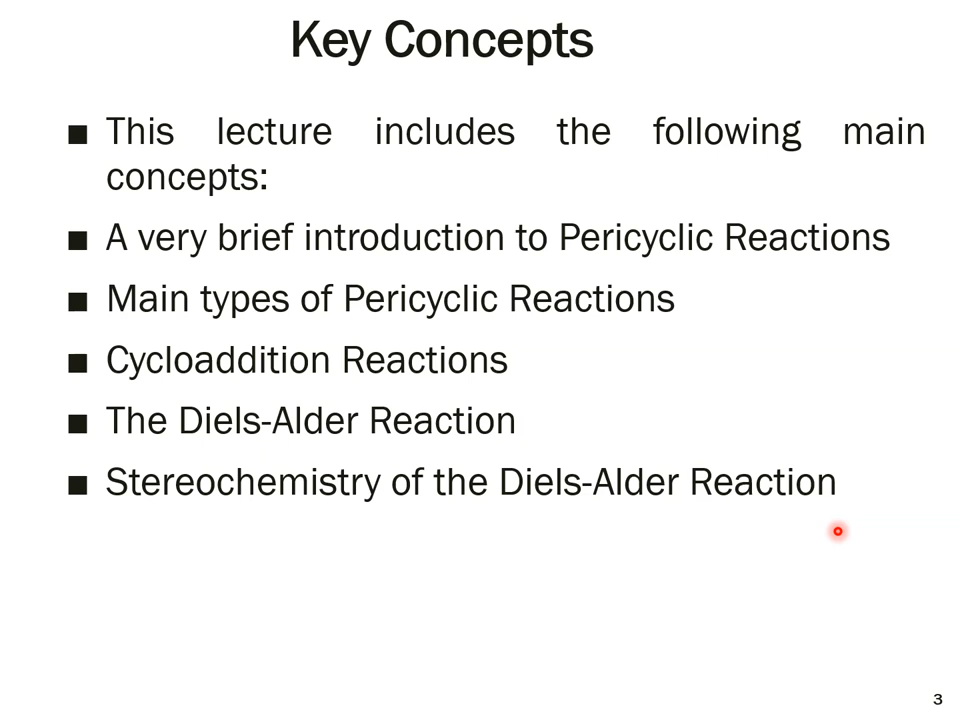 Key Concepts
■ This lecture includes the following main
concepts:
■ A very brief introduction to Pericyclic Reactions
■ Main types of Pericyclic Reactions
■ Cycloaddition Reactions
■ The Diels-Alder Reaction
■ Stereochemistry of the Diels-Alder Reaction
3